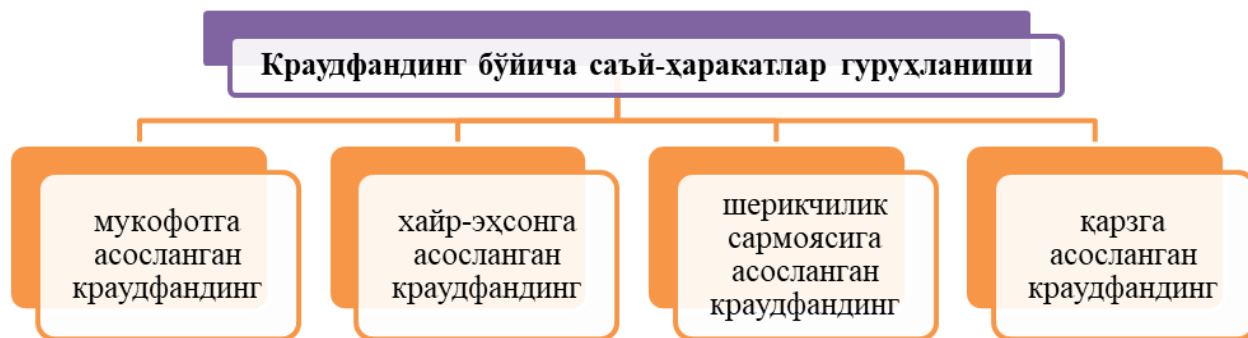 Краудфандинг бўйича саъй-ҳаракатлар гуруҳланиши
мукофотга
асосланган
краудфандинг
хайр-эҳсонга
асосланган
краудфандинг
шерикчилик
сармоясига
асосланган
краудфандинг
қарзга
асосланган
краудфандинг